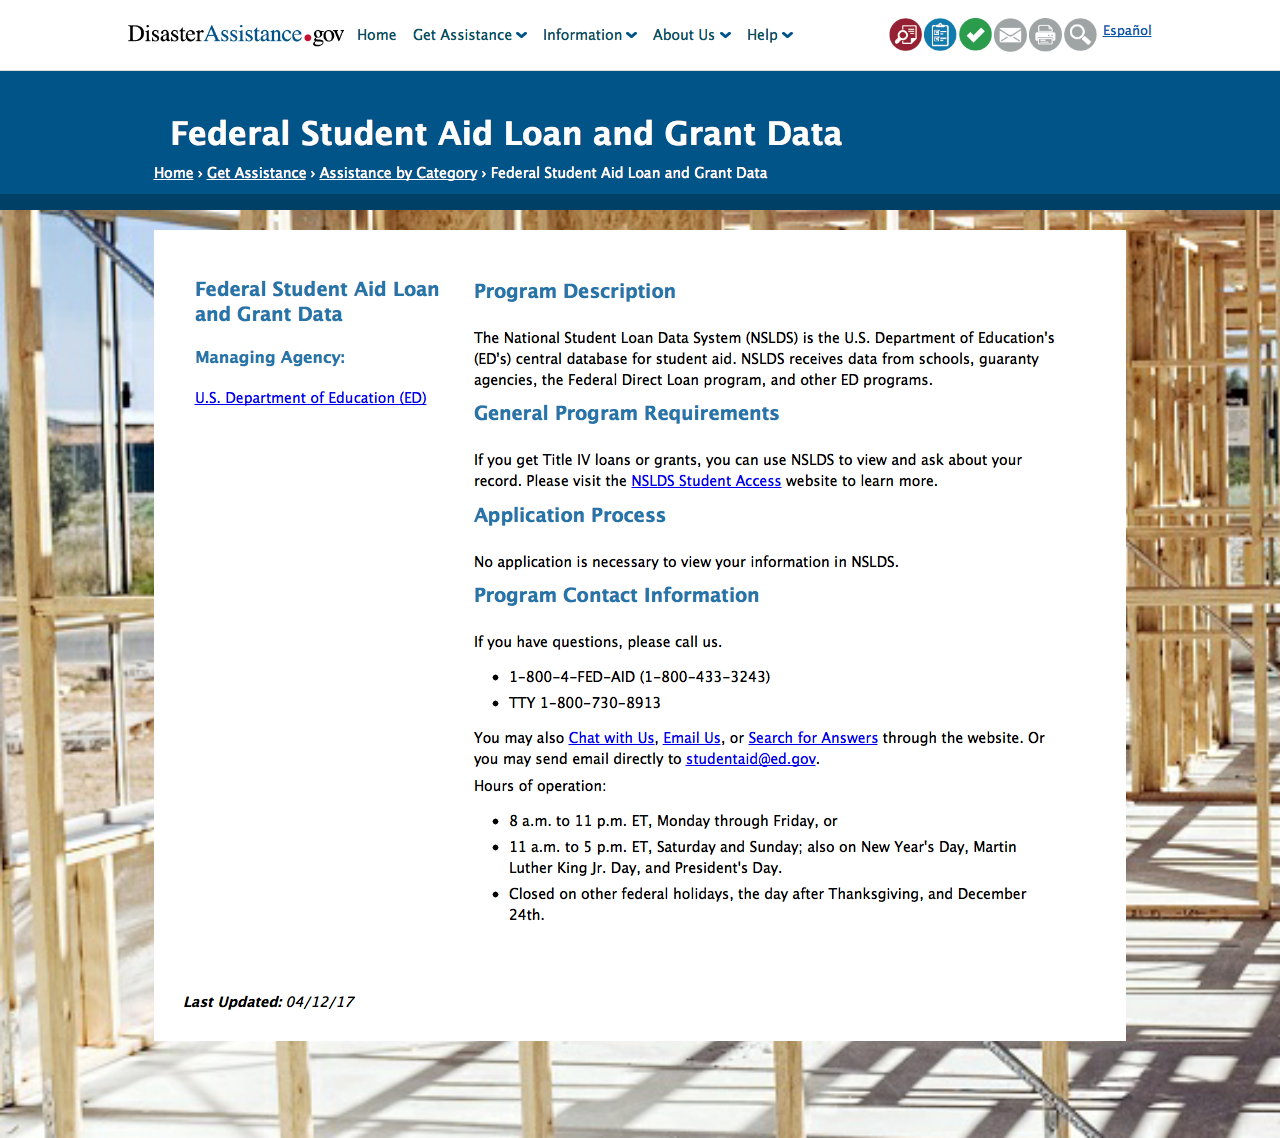 DisasterAssistance.gov Home Get Assistance Information About Us Help Español
Federal Student Aid Loan and Grant Data
Home › Get Assistance › Assistance by Category › Federal Student Aid Loan and Grant Data
Federal Student Aid Loan
and Grant Data
Managing Agency:
U.S. Department of Education (ED)
Program Description
The National Student Loan Data System (NSLDS) is the U.S. Department of Education's
(ED's) central database for student aid. NSLDS receives data from schools, guaranty
agencies, the Federal Direct Loan program, and other ED programs.
General Program Requirements
If you get Title IV loans or grants, you can use NSLDS to view and ask about your
record. Please visit the NSLDS Student Access website to learn more.
Application Process
No application is necessary to view your information in NSLDS.
Program Contact Information
If you have questions, please call us.
• 1-800-4-FED-AID (1-800-433-3243)
• TTY 1-800-730-8913
You may also Chat with Us, Email Us, or Search for Answers through the website. Or
you may send email directly to studentaid@ed.gov.
Hours of operation:
• 8 a.m. to 11 p.m. ET, Monday through Friday, or
• 11 a.m. to 5 p.m. ET, Saturday and Sunday; also on New Year's Day, Martin
Luther King Jr. Day, and President's Day.
• Closed on other federal holidays, the day after Thanksgiving, and December
24th.
Last Updated: 04/12/17